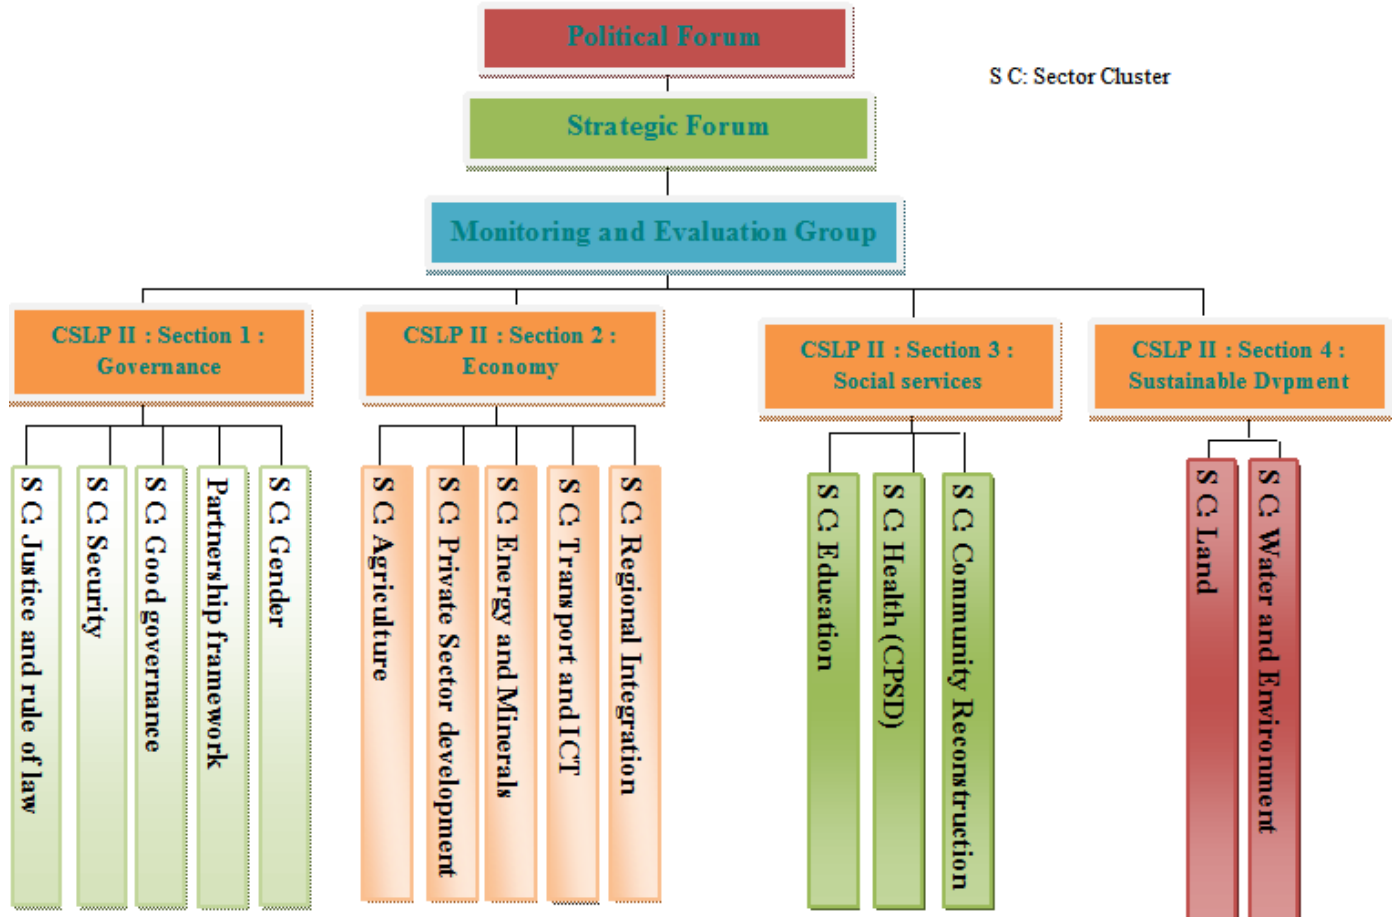 Political Forum
S C: Sector Cluster
Strategic Forum
Monitoring and Evaluation Group
CSLP II : Section 1 :
Governance
CSLP II : Section 2 :
Economy
CSLP II : Section 3 :
Social services
CSLP II : Section 4 :
Sustainable Dvpment
S C: Justice and rule of law
S C: Security
S C: Good governance
Partnership framework
S C: Gender
S C: Agriculture
S C: Private Sector development
S C: Energy and Minerals
S C: Transport and ICT
S C: Regional Integration
S C: Education
S C: Health (CPSD)
S C: Community Reconstruction
S C: Land
S C: Water and Environment